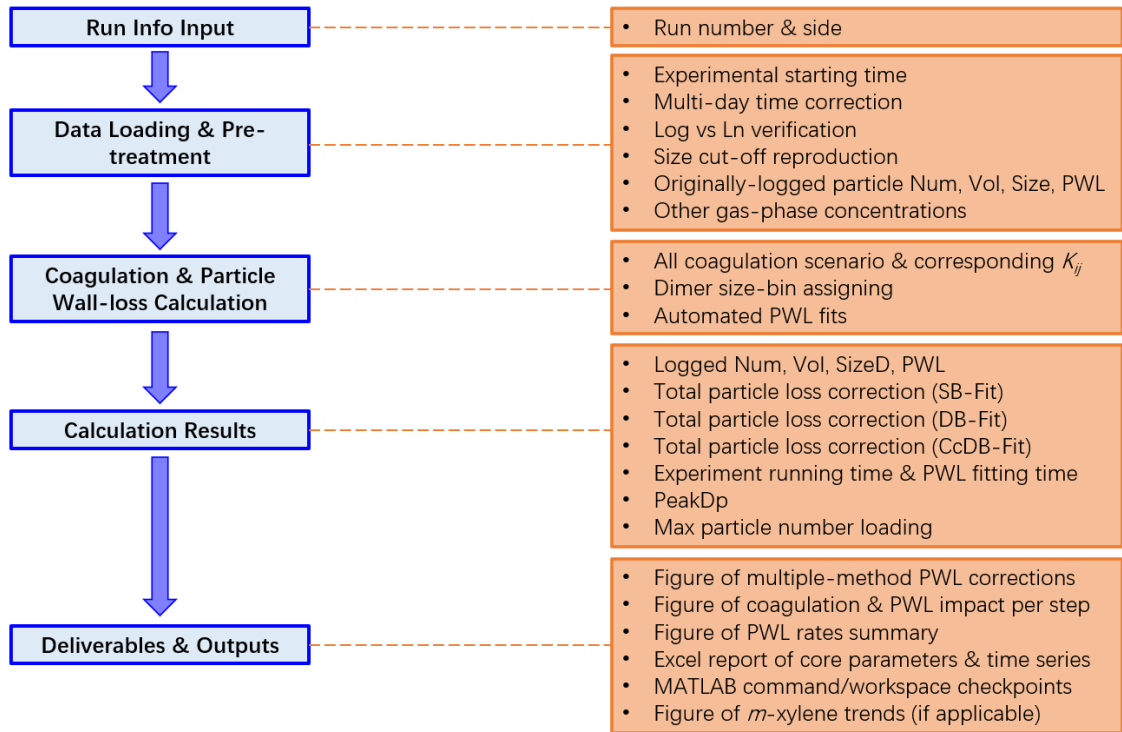 Run Info Input
• Run number & side
Data Loading & Pre-
treatment
• Experimental starting time
• Multi-day time correction
• Log vs Ln verification
• Size cut-off reproduction
• Originally-logged particle Num, Vol, Size, PWL
• Other gas-phase concentrations
Coagulation & Particle
Wall-loss Calculation
• All coagulation scenario & corresponding Kij
• Dimer size-bin assigning
• Automated PWL fits
Calculation Results
• Logged Num, Vol, SizeD, PWL
• Total particle loss correction (SB-Fit)
• Total particle loss correction (DB-Fit)
• Total particle loss correction (CcDB-Fit)
• Experiment running time & PWL fitting time
• PeakDp
• Max particle number loading
Deliverables & Outputs
• Figure of multiple-method PWL corrections
• Figure of coagulation & PWL impact per step
• Figure of PWL rates summary
• Excel report of core parameters & time series
• MATLAB command/workspace checkpoints
• Figure of m-xylene trends (if applicable)